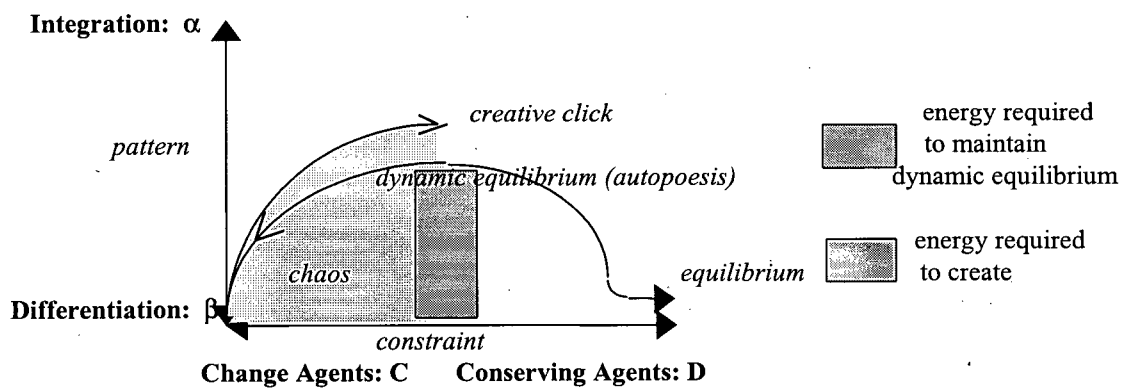 Integration: α
creative click
pattern
dynamic equilibrium (autopoesis)
chaos
equilibrium
Differentiation: β
constraint
Change Agents: C
Conserving Agents: D
energy required
to maintain
dynamic equilibrium
energy required
to create